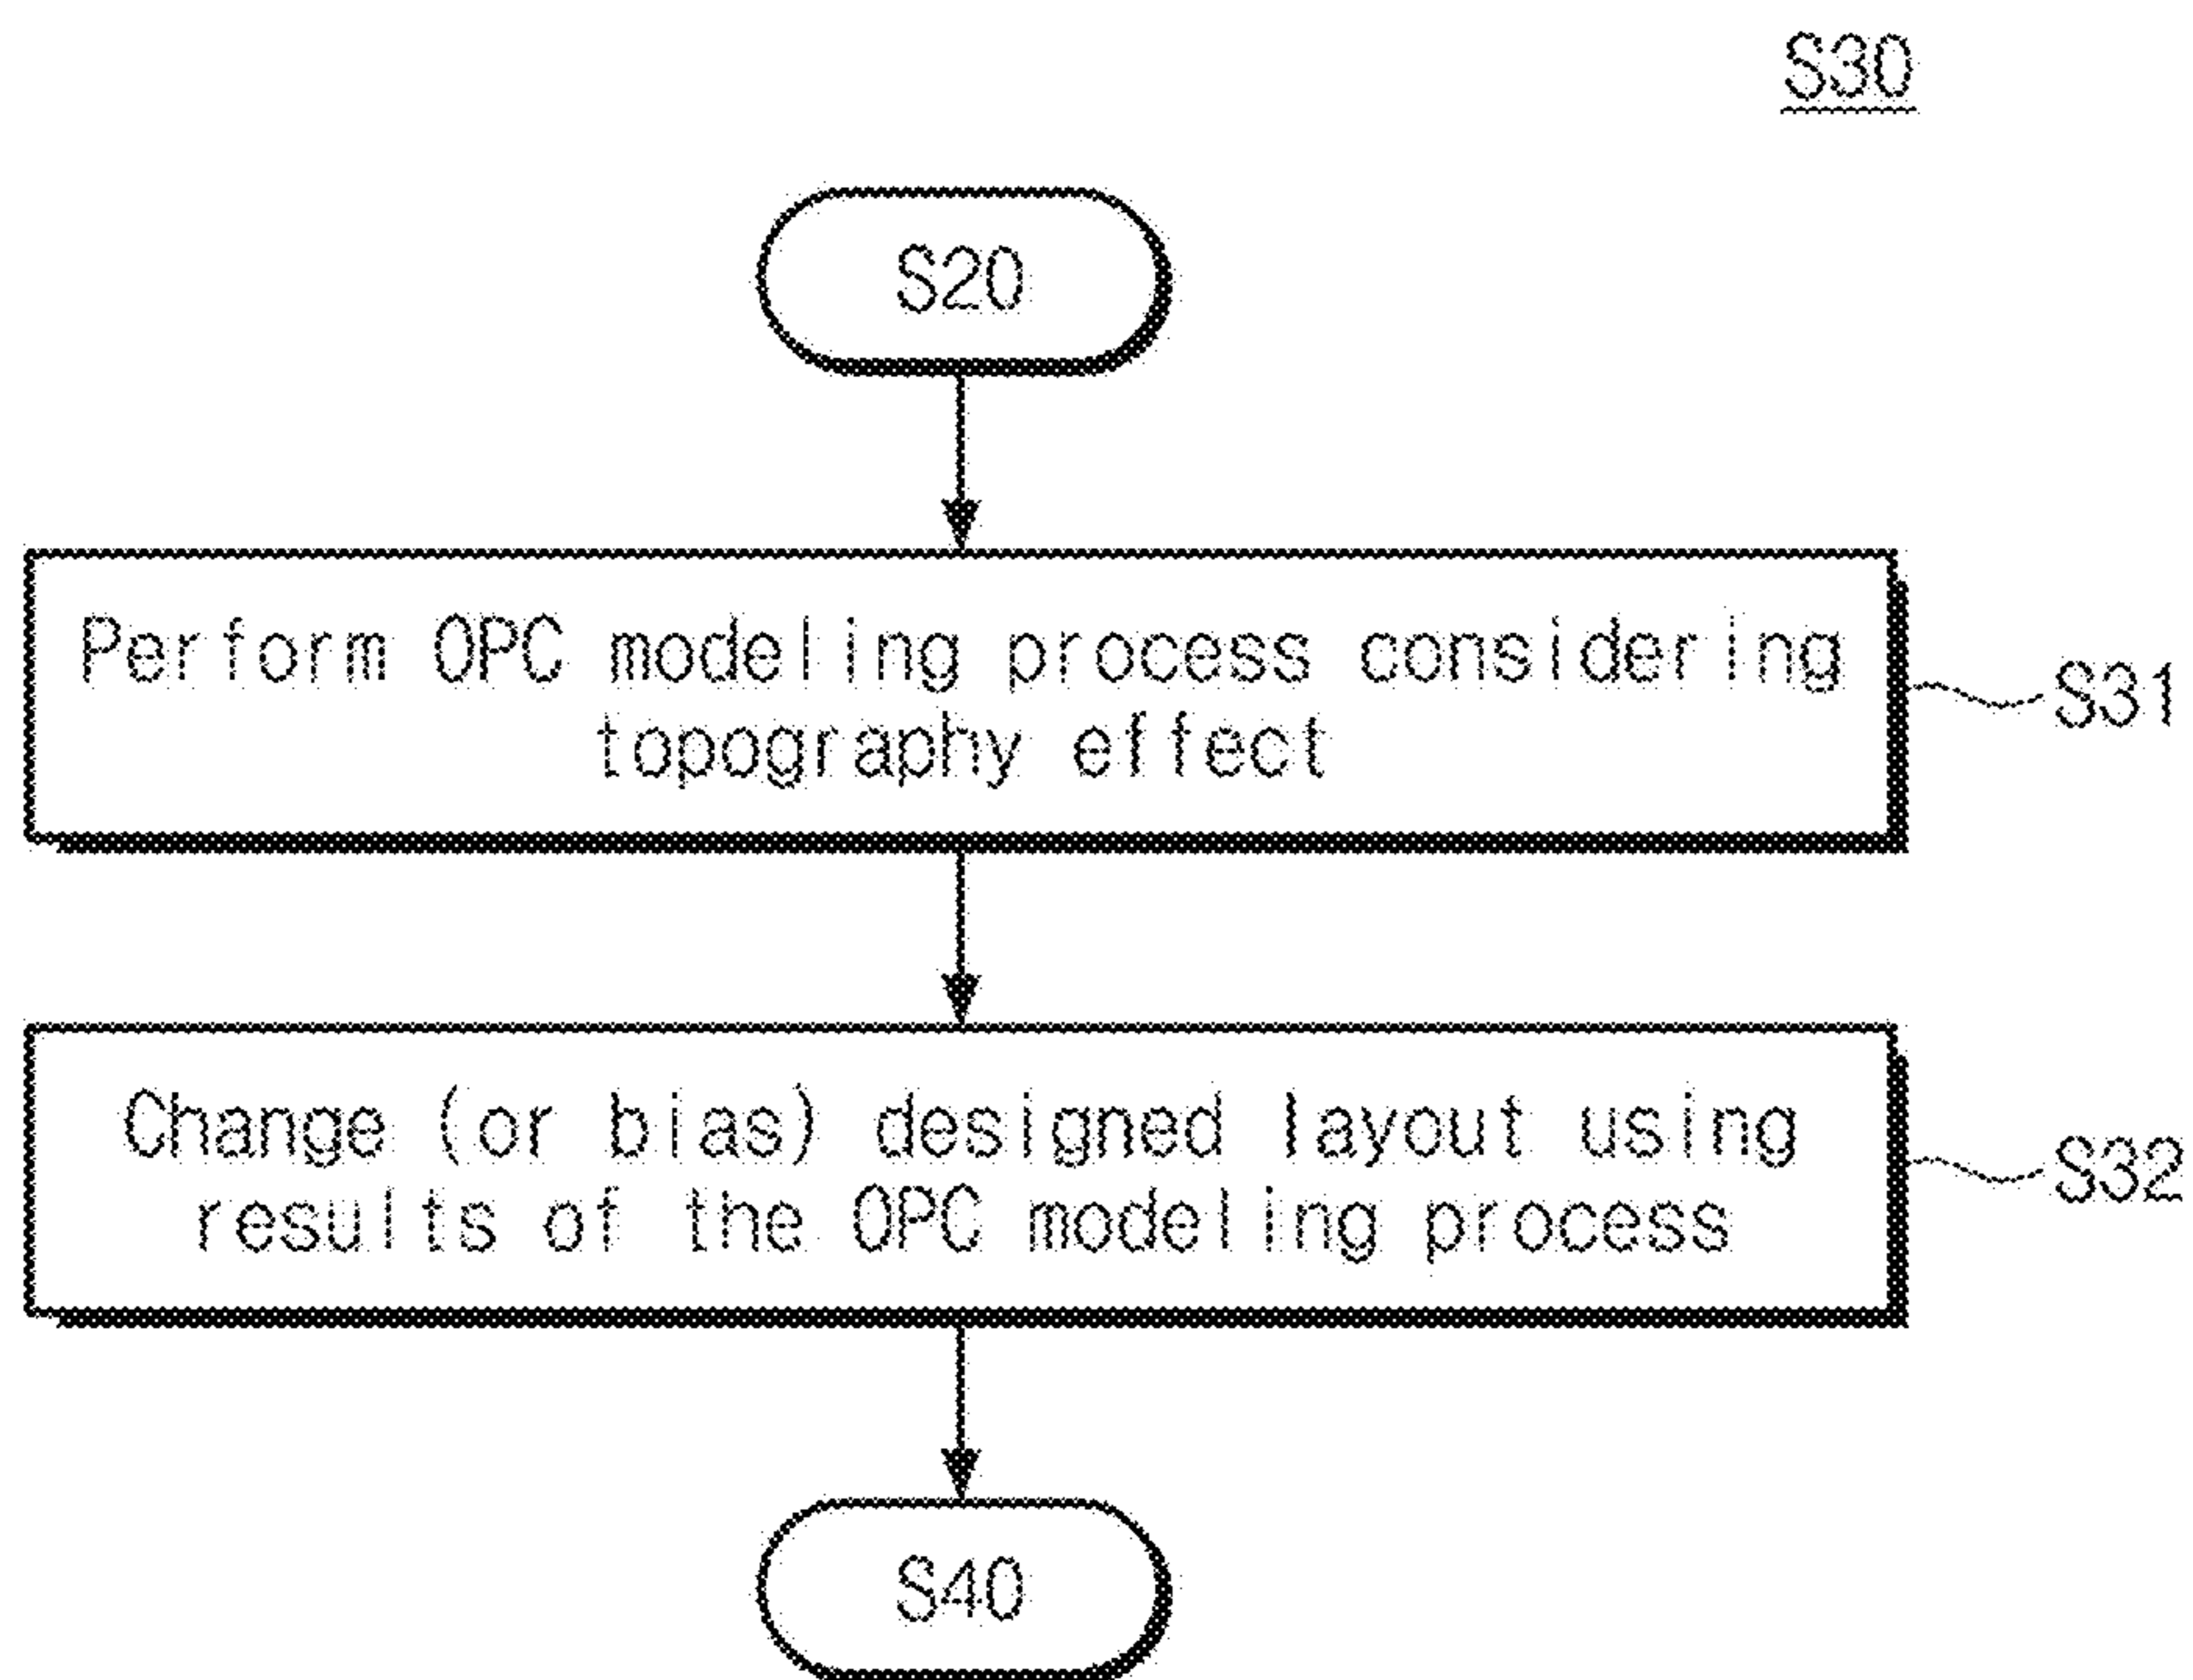 S30
S20
Perform OPC modeling process considering
topography effect
S31
Change (or bias) designed layout using
results of the OPC modeling process
S32
S40